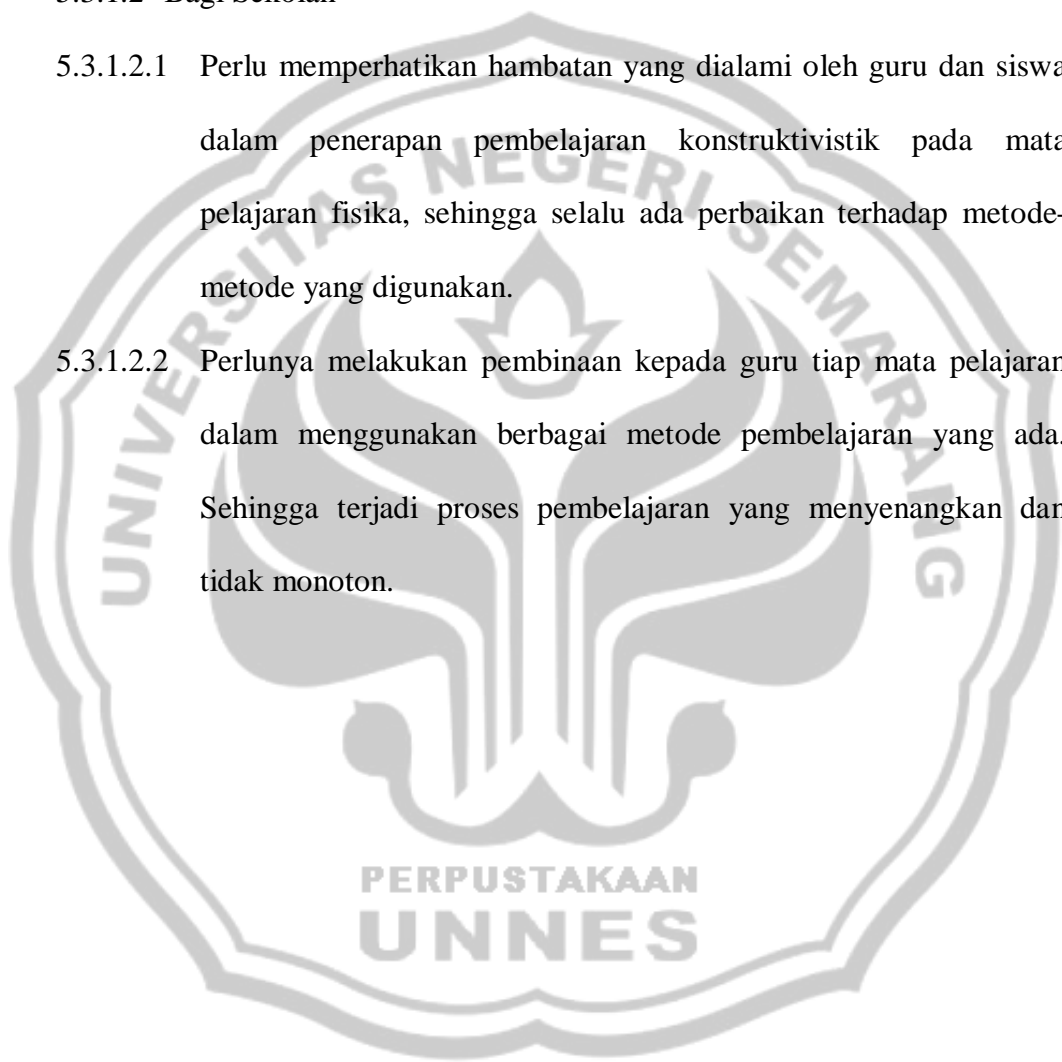 5.3.1.2 Bagi Sekolah
5.3.1.2.1 Perlu memperhatikan hambatan yang dialami oleh guru dan siswa
dalam penerapan pembelajaran konstruktivistik pada mata
pelajaran fisika, sehingga selalu ada perbaikan terhadap metode-
metode yang digunakan.
5.3.1.2.2 Perlunya melakukan pembinaan kepada guru tiap mata pelajaran
dalam menggunakan berbagai metode pembelajaran yang ada.
Sehingga terjadi proses pembelajaran yang menyenangkan dan
tidak monoton.
UNIVERSITAS NEGERI SEMARANG
PERPUSTAKAAN
UNNES